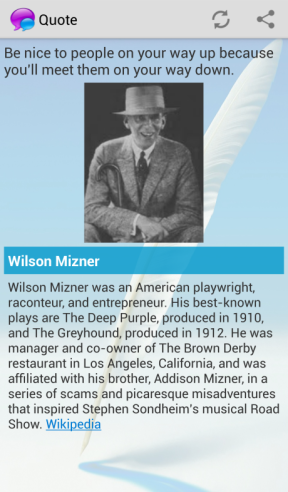 Quote
Be nice to people on your way up because
you'll meet them on your way down.
Wilson Mizner
Wilson Mizner was an American playwright,
raconteur, and entrepreneur. His best-known
plays are The Deep Purple, produced in 1910,
and The Greyhound, produced in 1912. He was
manager and co-owner of The Brown Derby
restaurant in Los Angeles, California, and was
affiliated with his brother, Addison Mizner, in a
series of scams and picaresque misadventures
that inspired Stephen Sondheim's musical Road
Show. Wikipedia